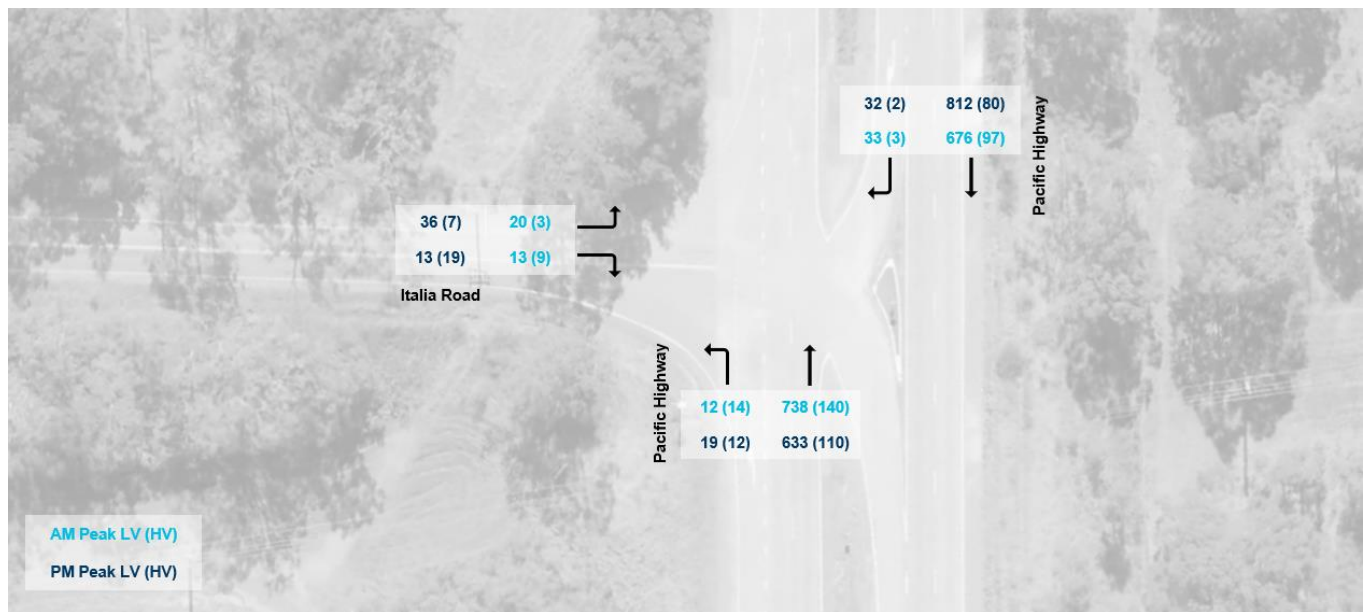 32 (2) 812 (80)
33 (3) 676 (97)
Pacific Highway
36 (7) 20 (3)
13 (19) 13 (9)
Italia Road
Pacific Highway
12 (14) 738 (140)
19 (12) 633 (110)
AM Peak LV (HV)
PM Peak LV (HV)